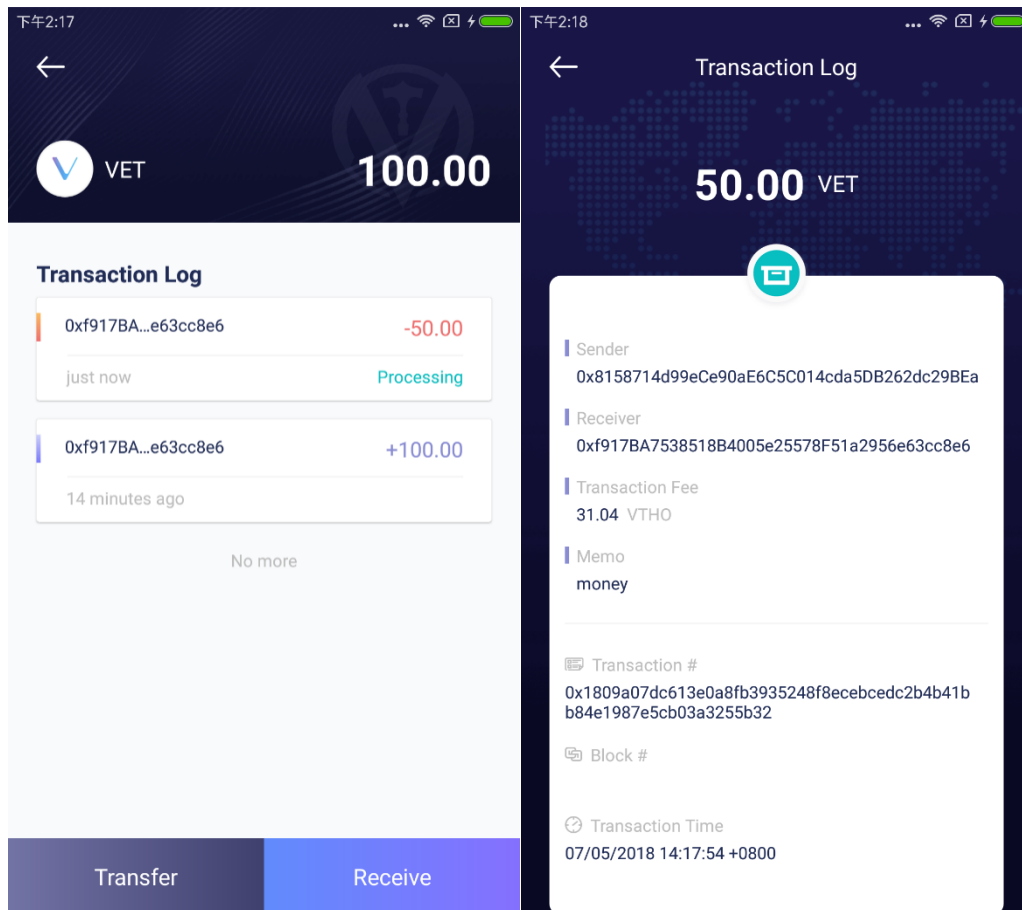 下午2:17
VET
100.00
Transaction Log
0xf917BA...e63cc8e6
-50.00
just now
Processing
0xf917BA...e63cc8e6
+100.00
14 minutes ago
No more
Transfer
Receive
下午2:18
Transaction Log
50.00 VET
Sender
0x8158714d99eCe90aE6C5C014cda5DB262dc29BEa
Receiver
0xf917BA7538518B4005e25578F51a2956e63cc8e6
Transaction Fee
31.04 VTHO
Memo
money
Transaction #
0x1809a07dc613e0a8fb3935248f8ecebcedc2b4b41b
b84e1987e5cb03a3255b32
Block #
Transaction Time
07/05/2018 14:17:54 +0800